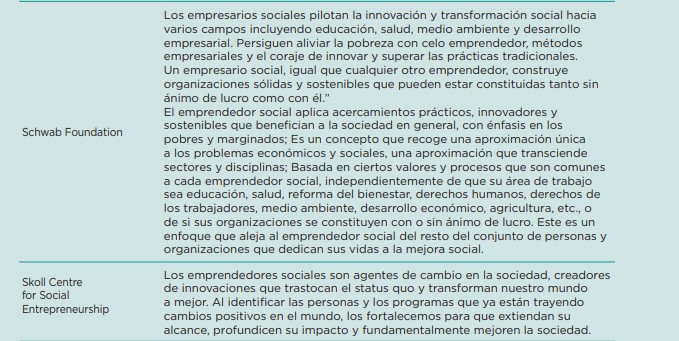 Los empresarios sociales pilotan la innovación y transformación social hacia
varios campos incluyendo educación, salud, medio ambiente y desarrollo
empresarial. Persiguen aliviar la pobreza con celo emprendedor, métodos
empresariales y el coraje de innovar y superar las prácticas tradicionales.
Un empresario social, igual que cualquier otro emprendedor, construye
organizaciones sólidas y sostenibles que pueden estar constituidas tanto sin
ánimo de lucro como con él.”
Schwab Foundation
El emprendedor social aplica acercamientos prácticos, innovadores y
sostenibles que benefician a la sociedad en general, con énfasis en los
pobres y marginados; Es un concepto que recoge una aproximación única
a los problemas económicos y sociales, una aproximación que transciende
sectores y disciplinas; Basada en ciertos valores y procesos que son comunes
a cada emprendedor social, independientemente de que su área de trabajo
sea educación, salud, reforma del bienestar, derechos humanos, derechos de
los trabajadores, medio ambiente, desarrollo económico, agricultura, etc., o
de si sus organizaciones se constituyen con o sin ánimo de lucro. Este es un
enfoque que aleja al emprendedor social del resto del conjunto de personas y
organizaciones que dedican sus vidas a la mejora social.
Skoll Centre
for Social
Entrepreneurship
Los emprendedores sociales son agentes de cambio en la sociedad, creadores
de innovaciones que trastocan el status quo y transforman nuestro mundo
a mejor. Al identificar las personas y los programas que ya están trayendo
cambios positivos en el mundo, los fortalecemos para que extiendan su
alcance, profundicen su impacto y fundamentalmente mejoren la sociedad.